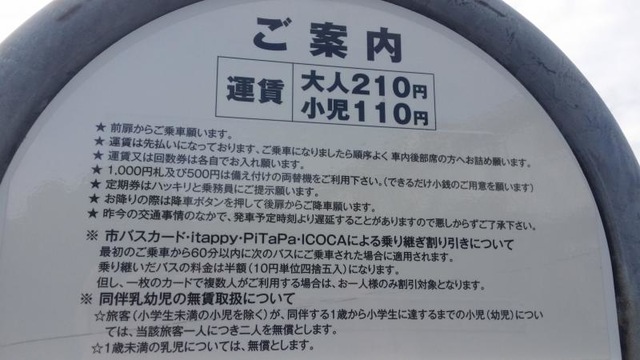 ご案内
運賃 大人210円
小児110円
★ 前扉からご乗車願います。
★ 運賃は先払いになっております、ご乗車になりましたら順序よく 車内後部席の方へお詰め願います。
★ 運賃又は回数券は各自でお入れ願います。
★ 1,000円札及び500円は備え付けの両替機をご利用下さい。(できるだけ小銭のご用意を願います)
★ 定期券はハッキリと乗務員にご提示願います。
★ お降りの際は降車ボタンを押して後扉からご降車願います。
★ 昨今の交通事情のなかで、発車予定時刻より遅延することがありますので悪しからずご了承下さい。
※ 市バスカード・itappy・PiTaPa・ICOCAによる乗り継ぎ割り引きについて
最初のご乗車から60分以内に次のバスにご乗車された場合に適用されます。
乗り継いだバスの料金は半額(10円単位四捨五入)になります。
但し、一枚のカードで複数人がご利用する場合は、お一人様のみ割引対象となります。
※ 同伴乳幼児の無賃取扱について
☆旅客(小学生未満の小児を除く)が、同伴する1歳から小学生に達するまでの小児(幼児)につい
ては、当該旅客一人につき二人を無償とします。
☆1歳未満の乳児については、無償とします。